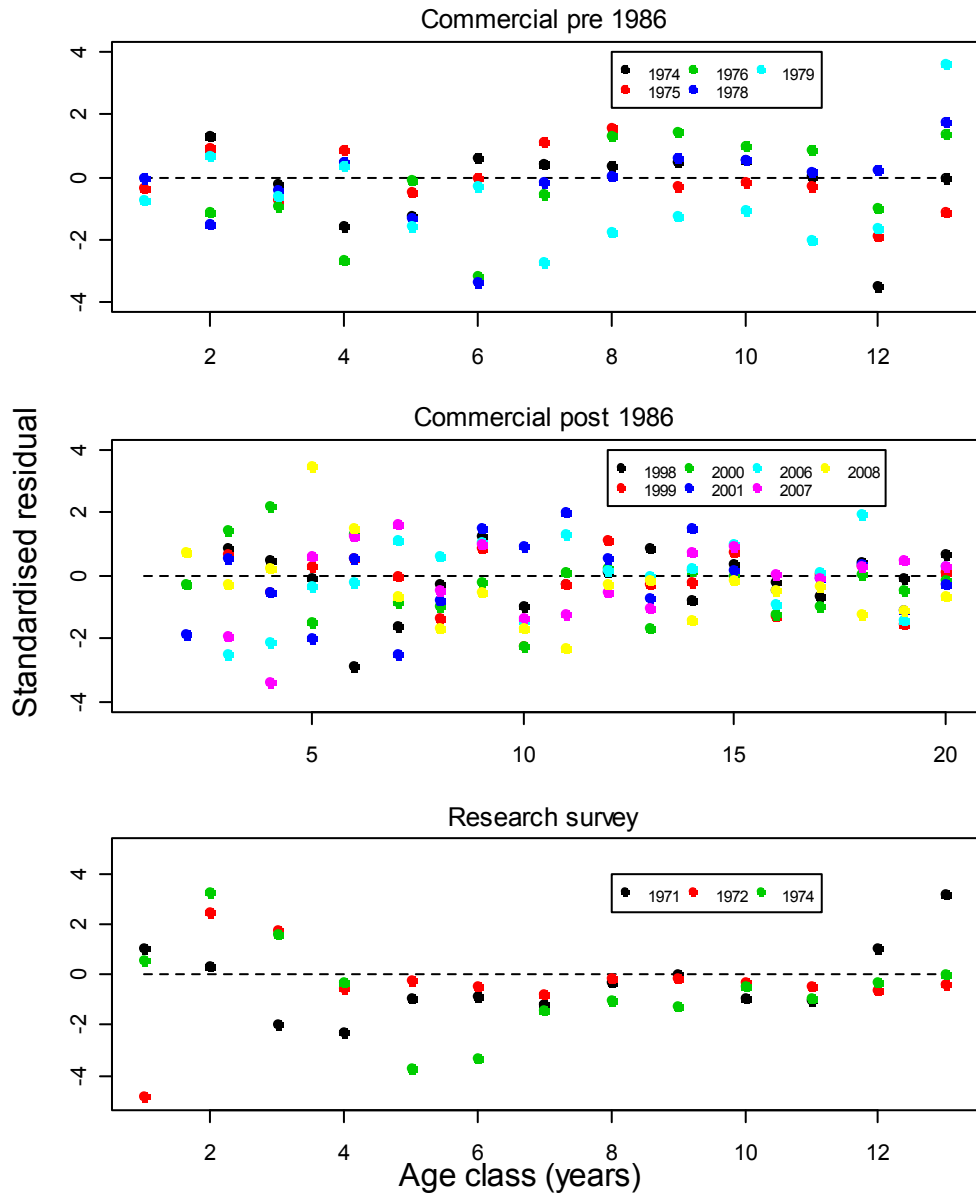 Commercial pre 1986
4
2
0
-2
-4
1974 1976 1979
1975 1978
2 4 6 8 10 12
Commercial post 1986
Standardised residual
4
2
0
-2
-4
1998 2000 2006 2008
1999 2001 2007
5 10 15 20
Research survey
4
2
0
-2
-4
1971 1972 1974
2 4 6 8 10 12
Age class (years)